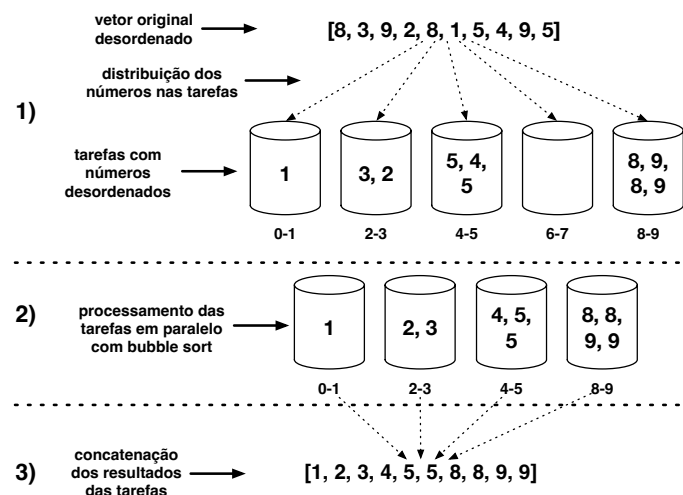 vetor original
desordenado
[8, 3, 9, 2, 8, 1, 5, 4, 9, 5]
distribuição dos
números nas tarefas
1)
tarefas com
números
desordenados
1
3, 2
5, 4,
5
8, 9,
8, 9
0-1
2-3
4-5
6-7
8-9
2)
processamento das
tarefas em paralelo
com bubble sort
1
2, 3
4, 5,
5
8, 8,
9, 9
0-1
2-3
4-5
8-9
3)
concatenação
dos resultados
das tarefas
[1, 2, 3, 4, 5, 5, 8, 8, 9, 9]